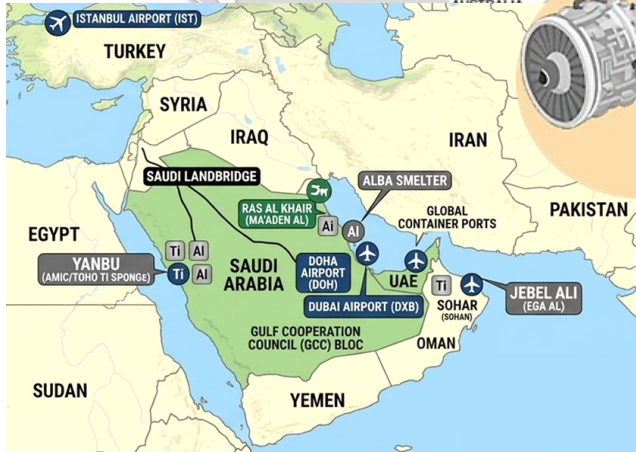 AUSTRALIA
ISTANBUL AIRPORT (IST)
TURKEY
SYRIA
IRAQ
IRAN
SAUDI LANDBRIDGE
ALBA SMELTER
RAS AL KHAIR
(MA'ADEN AL)
Ai
Al
GLOBAL
CONTAINER PORTS
PAKISTAN
EGYPT
Ti
Al
YANBU
(AMIC/TOHO TI SPONGE)
Ti
Al
SAUDI
ARABIA
DOHA
AIRPORT
(DOH)
DUBAI AIRPORT (DXB)
UAE
Ti
SOHAR
(SOHAN)
JEBEL ALI
(EGA AL)
GULF COOPERATION
COUNCIL (GCC) BLOC
OMAN
SUDAN
YEMEN